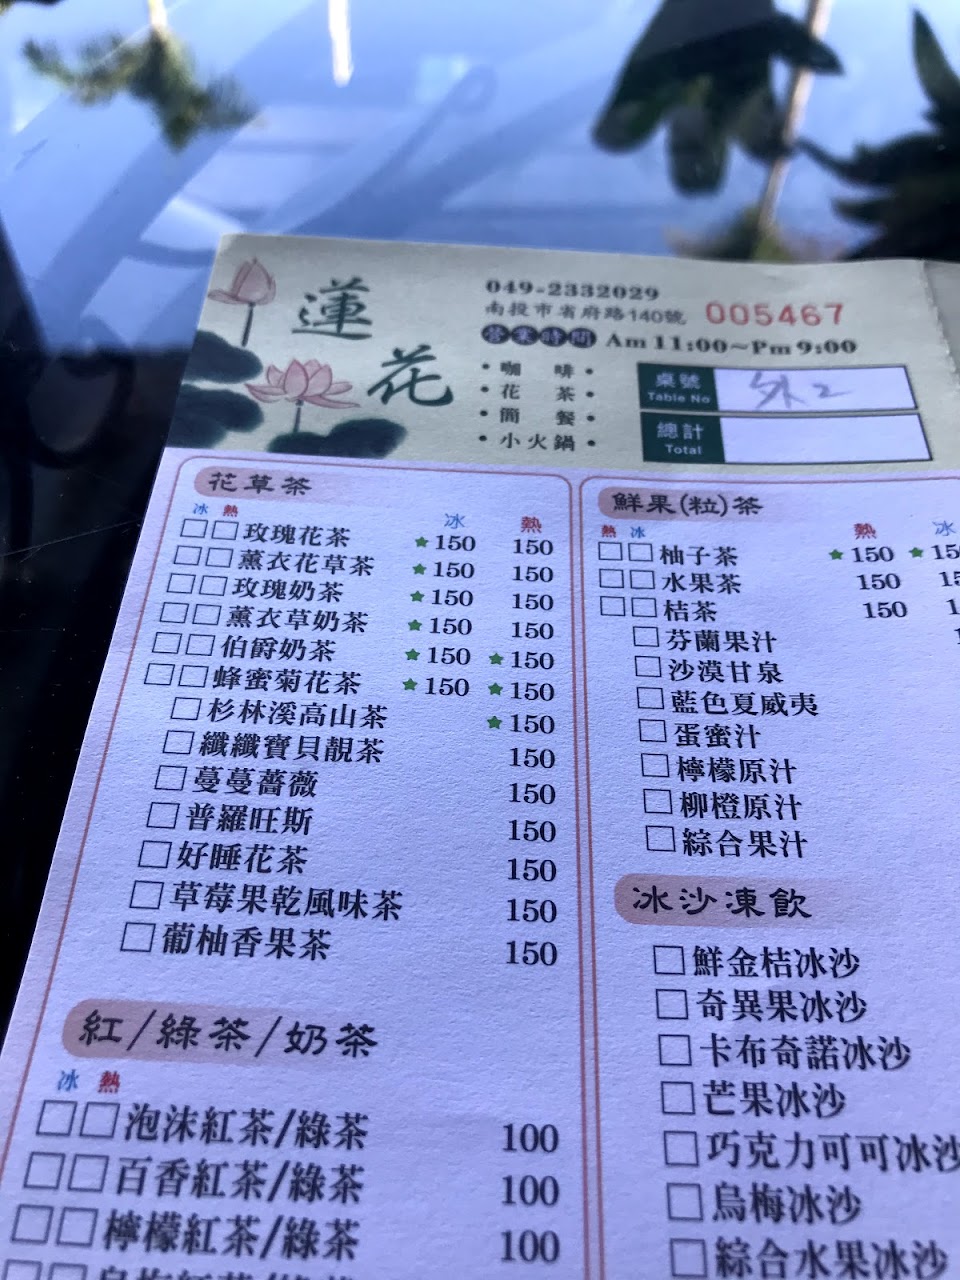 蓮花
049-2332029
南投市省府路140號
005467
營業時間 Am 11:00~Pm 9:00
・咖啡・
・花茶・
・簡餐・
・小火鍋・
桌號 Table No 外2
總計 Total
花草茶
冰 熱 冰 熱
□□玫瑰花茶 ★150 150
□□薰衣花草茶 ★150 150
□□玫瑰奶茶 ★150 150
□□薰衣草奶茶 ★150 150
□□伯爵奶茶 ★150 ★150
□□蜂蜜菊花茶 ★150 ★150
□杉林溪高山茶 ★150
□纖纖寶貝靚茶 150
□蔓蔓薔薇 150
□普羅旺斯 150
□好睡花茶 150
□草莓果乾風味茶 150
□葡柚香果茶 150
紅/綠茶/奶茶
冰 熱
□□泡沫紅茶/綠茶 100
□□百香紅茶/綠茶 100
□□檸檬紅茶/綠茶 100
鮮果(粒)茶
熱 冰 熱 冰
□□柚子茶 ★150 ★15
□□水果茶 150
□□桔茶 150
□芬蘭果汁
□沙漠甘泉
□藍色夏威夷
□蛋蜜汁
□檸檬原汁
□柳橙原汁
□綜合果汁
冰沙凍飲
□鮮金桔冰沙
□奇異果冰沙
□卡布奇諾冰沙
□芒果冰沙
□巧克力可可冰沙
□烏梅冰沙
□綜合水果冰沙